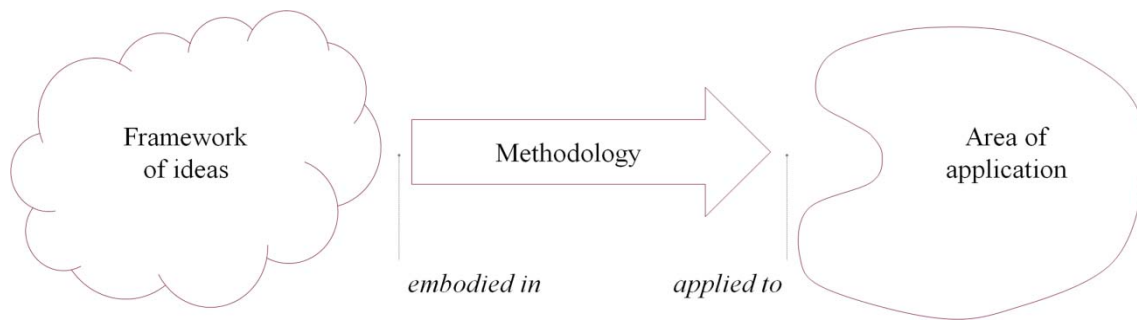 Framework
of ideas
Methodology
Area of
application
embodied in
applied to